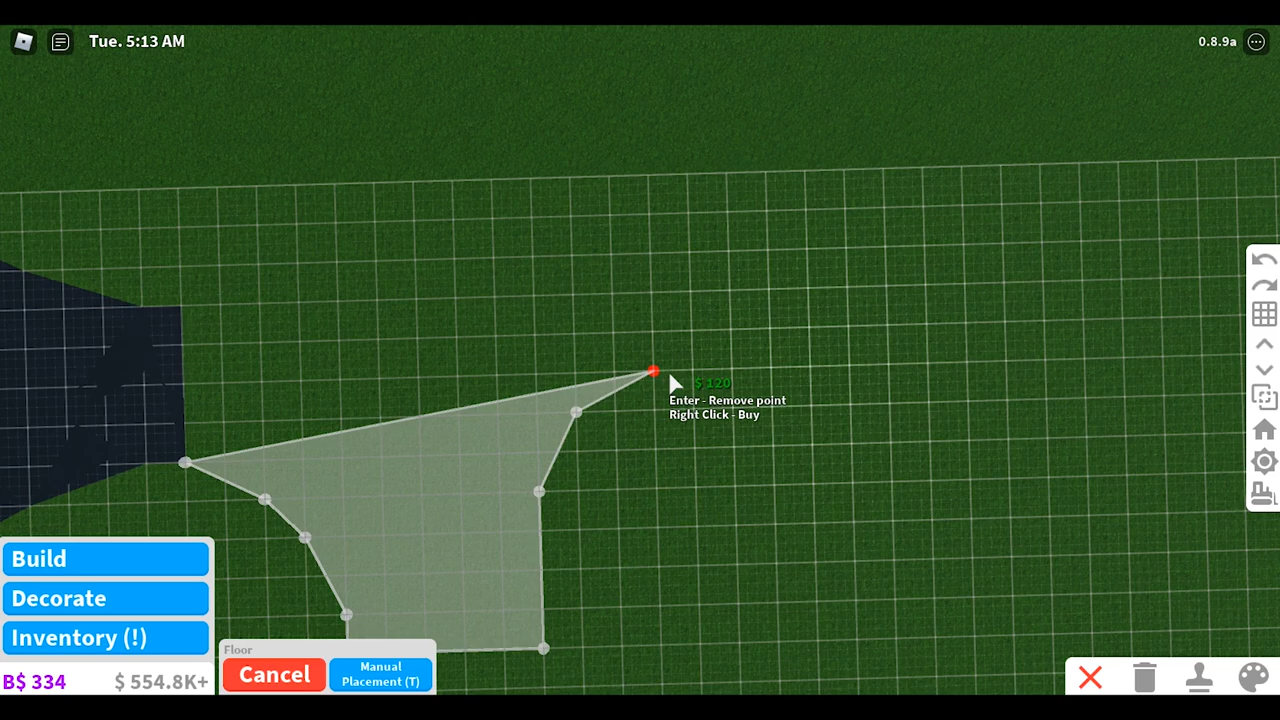 Tue. 5:13 AM
0.8.9a
$ 120
Enter - Remove point
Right Click - Buy
Build
Decorate
Inventory (!)
B$ 334
$ 554.8K+
Floor
Cancel
Manual
Placement (T)